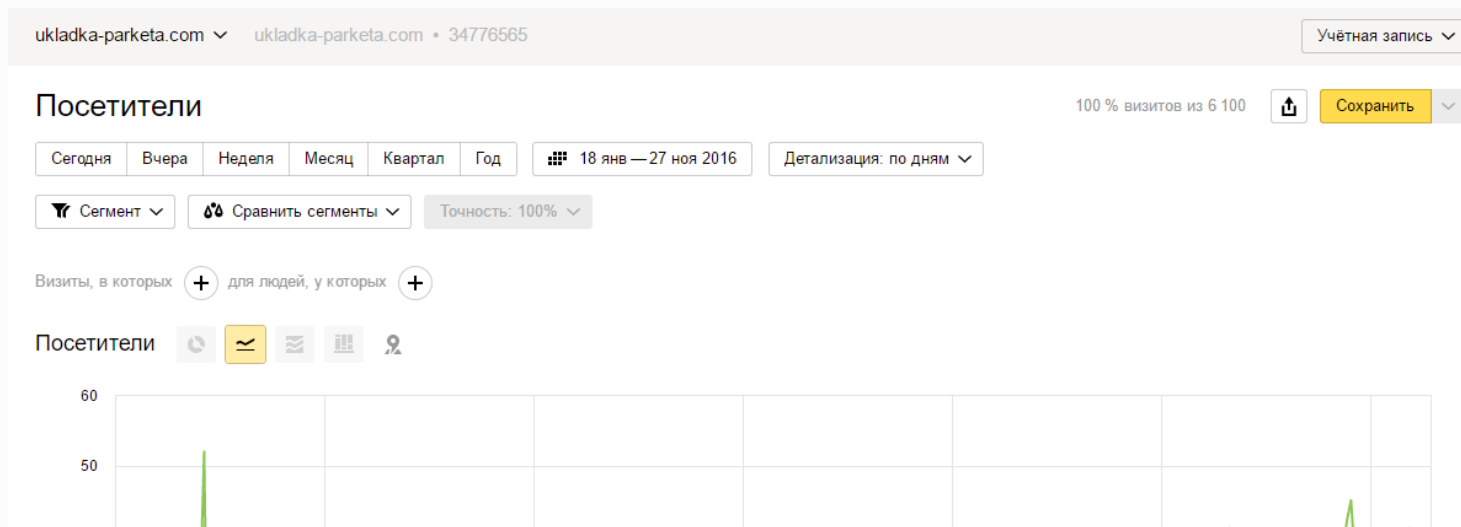 ukladka-parketa.com ukladka-parketa.com • 34776565 Учётная запись
Посетители 100 % визитов из 6 100 Сохранить
Сегодня Вчера Неделя Месяц Квартал Год 18 янв — 27 ноя 2016 Детализация: по дням
Сегмент Сравнить сегменты Точность: 100%
Визиты, в которых + для людей, у которых +
Посетители
60
50